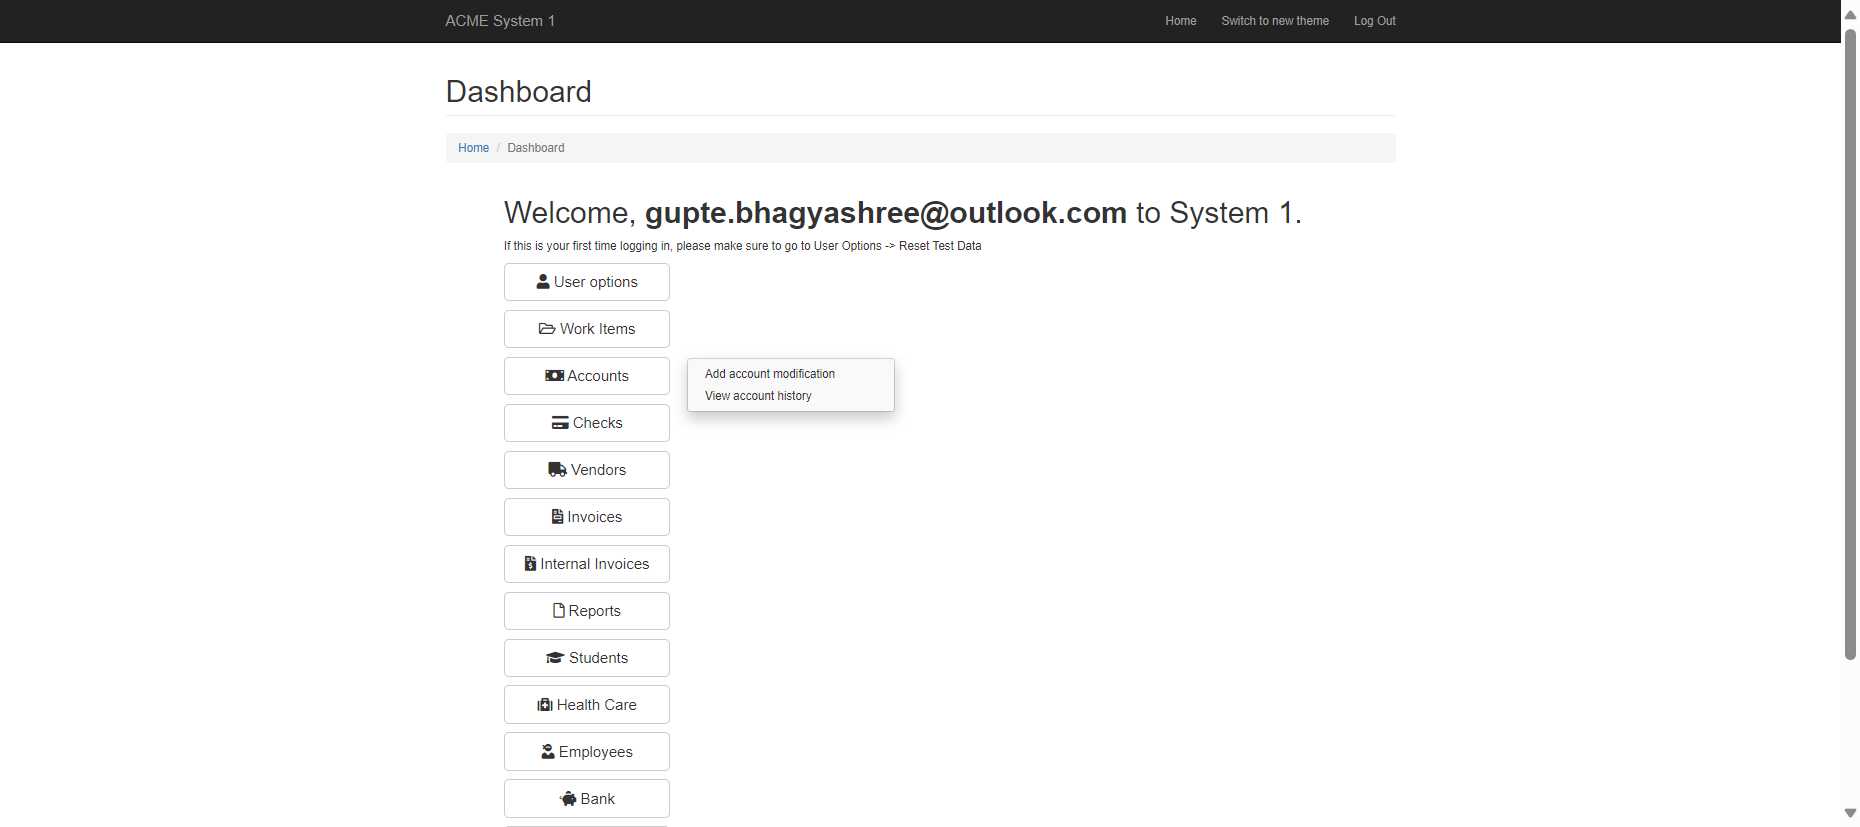 ACME System 1
Home
Switch to new theme
Log Out
Dashboard
Home / Dashboard
Welcome, gupte.bhagyashree@outlook.com to System 1.
If this is your first time logging in, please make sure to go to User Options -> Reset Test Data
User options
Work Items
Accounts
Add account modification
View account history
Checks
Vendors
Invoices
Internal Invoices
Reports
Students
Health Care
Employees
Bank